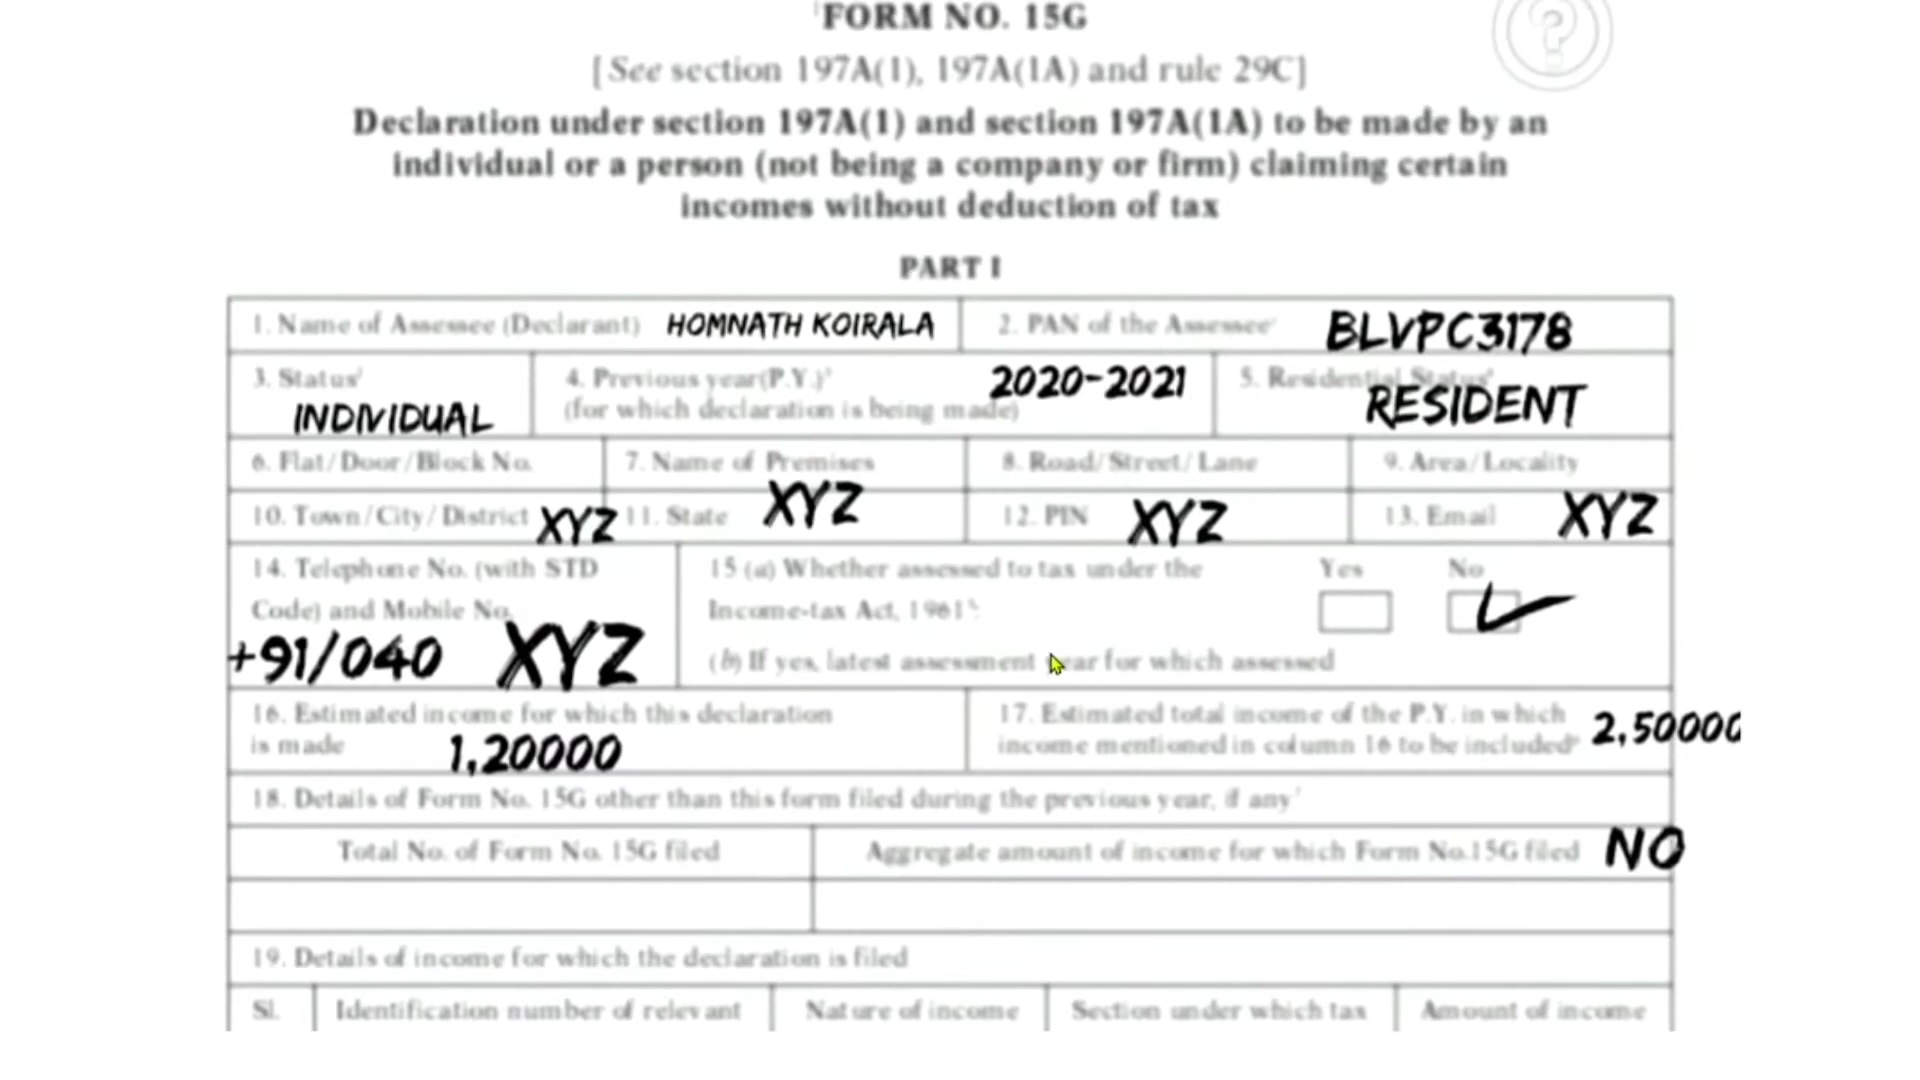 FORM NO. 15G
[See section 197A(1), 197A(1A) and rule 29C]
Declaration under section 197A(1) and section 197A(1A) to be made by an
individual or a person (not being a company or firm) claiming certain
incomes without deduction of tax
PART I
1. Name of Assessee (Declarant) HOMNATH KOIRALA 2. PAN of the Assessee BLVPC3178
3. Status 4. Previous year(P.Y.) 2020-2021 5. Residential Status
INDIVIDUAL (for which declaration is being made) RESIDENT
6. Flat/Door/Block No. 7. Name of Premises 8. Road/Street/Lane 9. Area/Locality
10. Town/City/District XYZ 11. State XYZ 12. PIN XYZ 13. Email XYZ
14. Telephone No. (with STD 15 (a) Whether assessed to tax under the Yes No
Code) and Mobile No. Income-tax Act, 1961:
+91/040 XYZ (b) If yes, latest assessment year for which assessed
16. Estimated income for which this declaration 17. Estimated total income of the P.Y. in which 2,50000
is made 1,20000 income mentioned in column 16 to be included
18. Details of Form No. 15G other than this form filed during the previous year, if any
Total No. of Form No. 15G filed Aggregate amount of income for which Form No.15G filed NO
19. Details of income for which the declaration is filed
Sl. Identification number of relevant Nature of income Section under which tax Amount of income